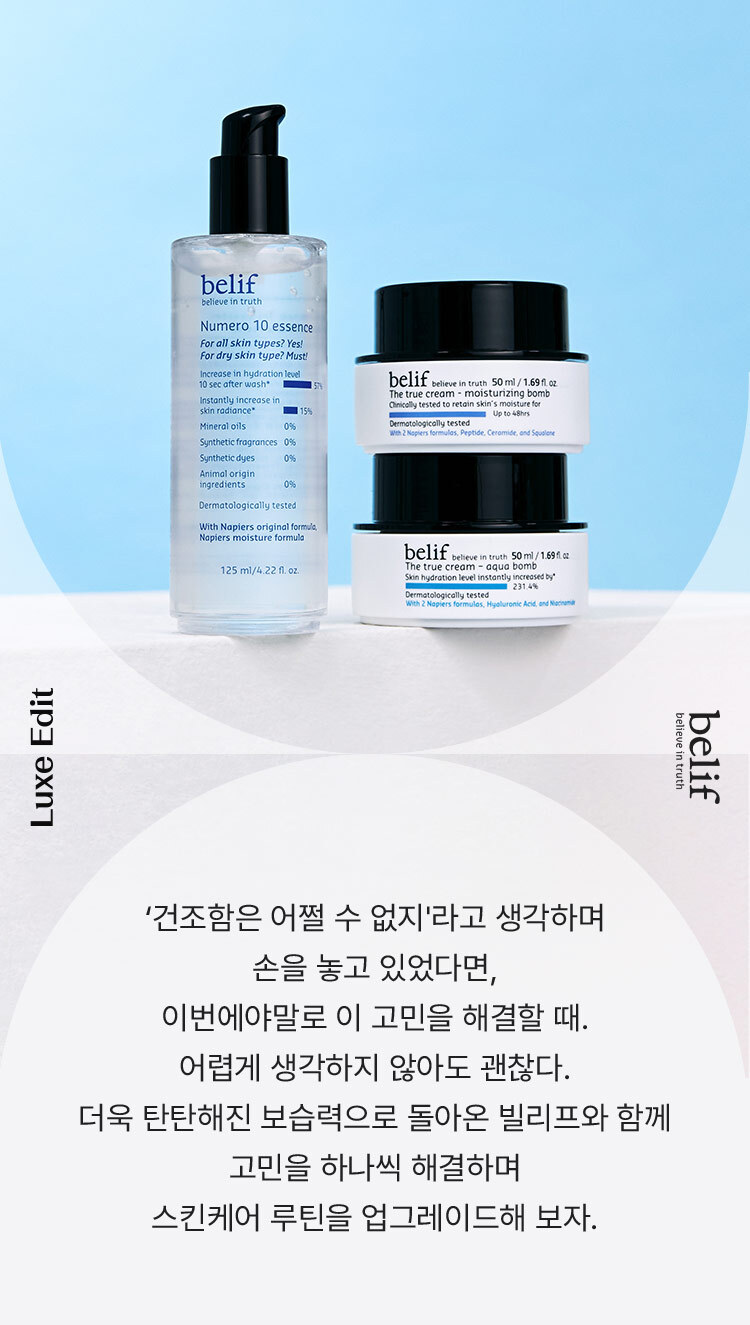 belif
believe in truth
Numero 10 essence
For all skin types? Yes!
For dry skin type? Must!
Increase in hydration level
10 sec after wash* 57%
Instantly increase in
skin radiance* 15%
Mineral oils 0%
Synthetic fragrances 0%
Synthetic dyes 0%
Animal origin
ingredients 0%
Dermatologically tested
With Napiers original formula,
Napiers moisture formula
125 ml/4.22 fl. oz.
belif believe in truth 50 ml / 1.69 fl. oz.
The true cream - moisturizing bomb
Clinically tested to retain skin's moisture for
Up to 48hrs
Dermatologically tested
With 2 Napiers formulas, Peptide, Ceramide, and Squalane
belif believe in truth 50 ml / 1.69 fl. oz.
The true cream - aqua bomb
Skin hydration level instantly increased by*
231.4%
Dermatologically tested
With 2 Napiers formulas, Hyaluronic Acid, and Niacinamide
Luxe Edit
belif
believe in truth
‘건조함은 어쩔 수 없지'라고 생각하며
손을 놓고 있었다면,
이번에야말로 이 고민을 해결할 때.
어렵게 생각하지 않아도 괜찮다.
더욱 탄탄해진 보습력으로 돌아온 빌리프와 함께
고민을 하나씩 해결하며
스킨케어 루틴을 업그레이드해 보자.